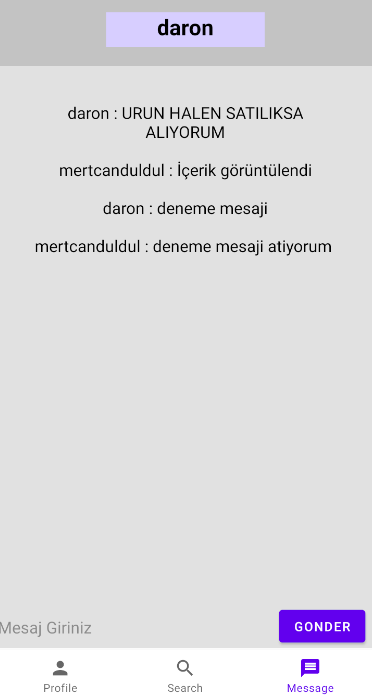 daron
daron : URUN HALEN SATILIKSA
ALIYORUM
mertcanduldul : İçerik görüntülendi
daron : deneme mesaji
mertcanduldul : deneme mesaji atiyorum
Mesaj Giriniz
GONDER
Profile
Search
Message